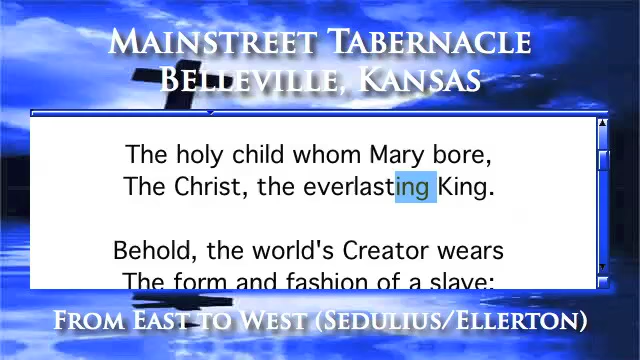 Mainstreet Tabernacle
Belleville, Kansas
The holy child whom Mary bore,
The Christ, the everlasting King.
Behold, the world's Creator wears
The form and fashion of a slave;
From East to West (Sedulius/Ellerton)